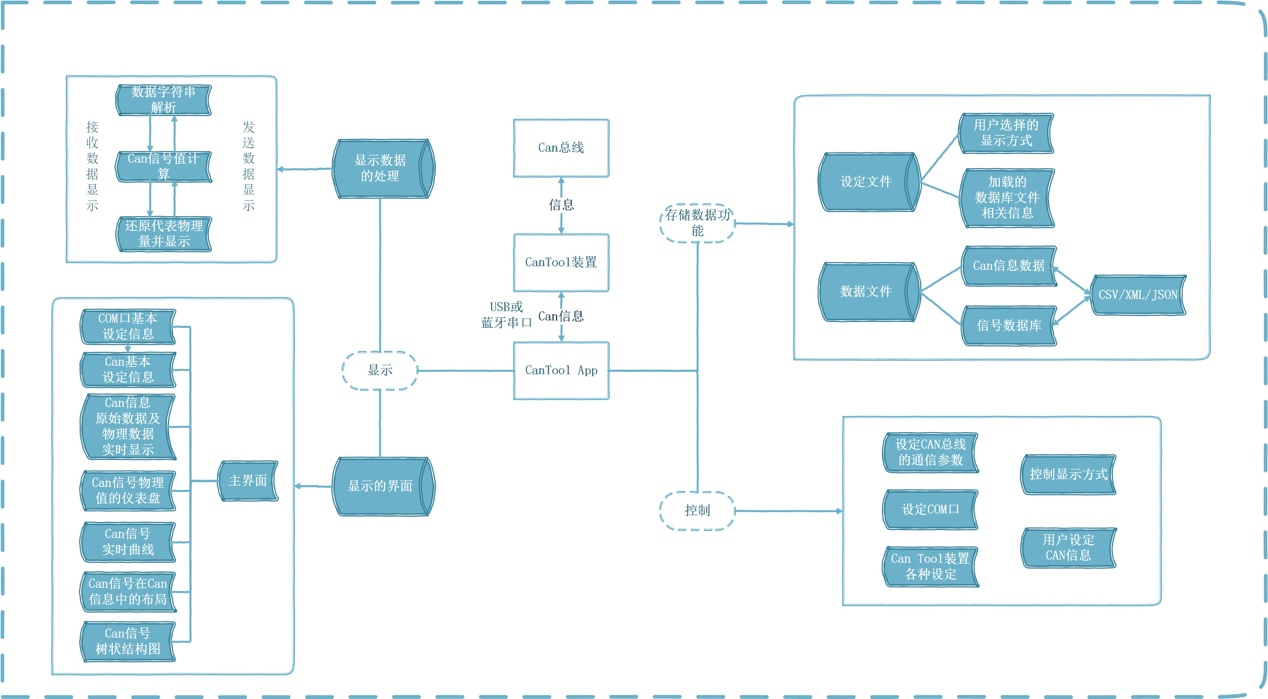 数据字符串
解析
接收数据显示
发送数据显示
Can信号值计
算
还原代表物理
量并显示
显示数据
的处理
COM口基本
设定信息
Can基本
设定信息
Can信息
原始数据及
物理数据
实时显示
Can信号物理
值的仪表盘
Can信号
实时曲线
Can信号在Can
信息中的布局
Can信号
树状结构图
主界面
显示的界面
显示
Can总线
信息
CanTool装置
USB或
蓝牙串口
Can信息
CanTool App
存储数据功
能
控制
设定文件
用户选择的
显示方式
加载的
数据库文件
相关信息
数据文件
Can信息数据
信号数据库
CSV/XML/JSON
设定CAN总线
的通信参数
设定COM口
Can Tool装置
各种设定
控制显示方式
用户设定
CAN信息